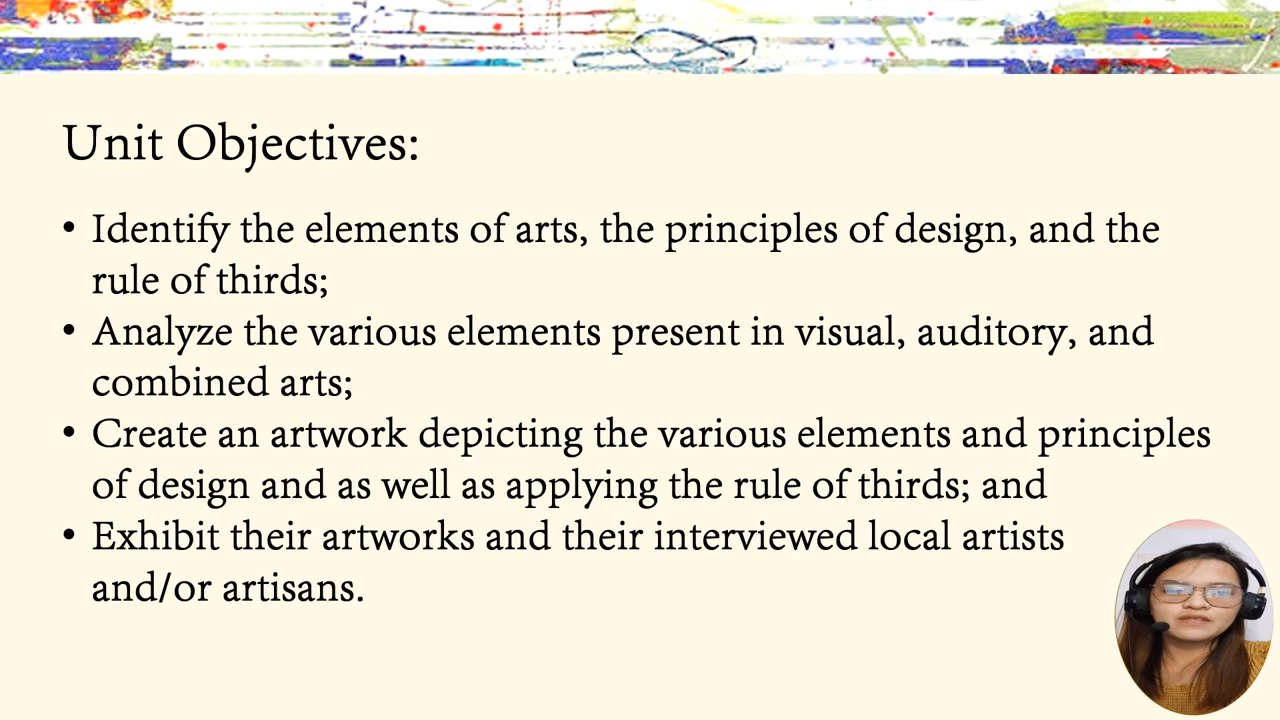 Unit Objectives:
• Identify the elements of arts, the principles of design, and the
rule of thirds;
• Analyze the various elements present in visual, auditory, and
combined arts;
• Create an artwork depicting the various elements and principles
of design and as well as applying the rule of thirds; and
• Exhibit their artworks and their interviewed local artists
and/or artisans.